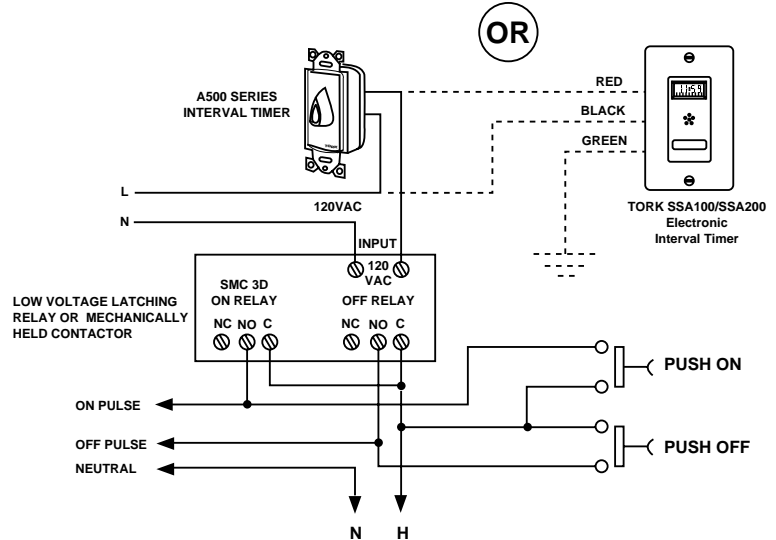 OR
A500 SERIES
INTERVAL TIMER
RED
BLACK
GREEN
L
120VAC
N
TORK SSA100/SSA200
Electronic
Interval Timer
INPUT
120
VAC
SMC 3D
ON RELAY
OFF RELAY
NC NO C
NC NO C
LOW VOLTAGE LATCHING
RELAY OR MECHANICALLY
HELD CONTACTOR
PUSH ON
ON PULSE
OFF PULSE
PUSH OFF
NEUTRAL
N H